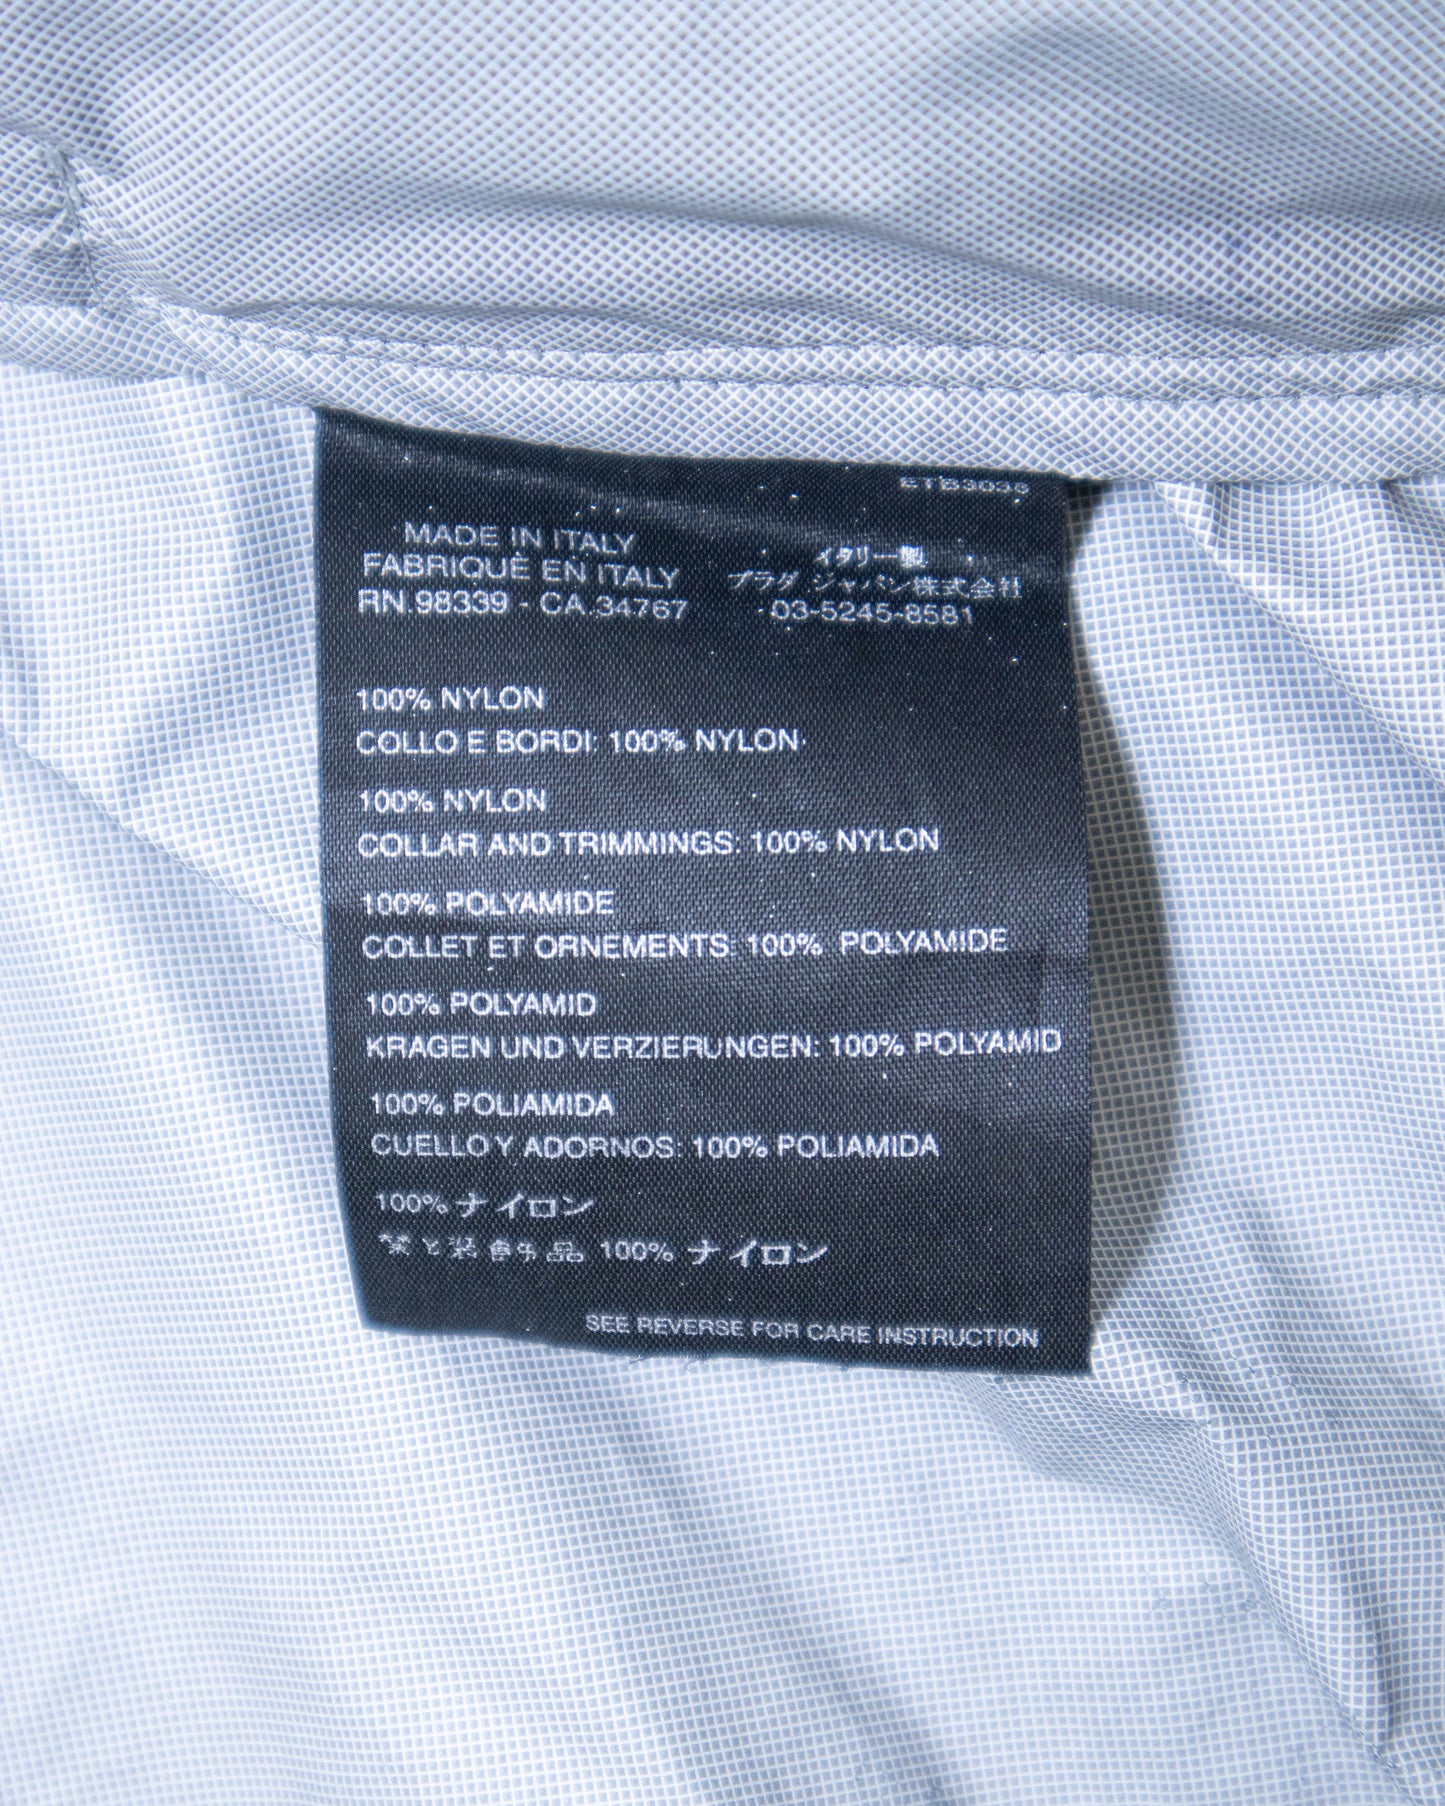 MADE IN ITALY
FABRIQUÉ EN ITALY
RN.98339 - CA.34767
イタリー製
プラダ ジャパン株式会社
03-5245-8581
100% NYLON
COLLO E BORDI: 100% NYLON
100% NYLON
COLLAR AND TRIMMINGS: 100% NYLON
100% POLYAMIDE
COLLET ET ORNEMENTS: 100% POLYAMIDE
100% POLYAMID
KRAGEN UND VERZIERUNGEN: 100% POLYAMID
100% POLIAMIDA
CUELLO Y ADORNOS: 100% POLIAMIDA
100% ナイロン
100% ナイロン
SEE REVERSE FOR CARE INSTRUCTION